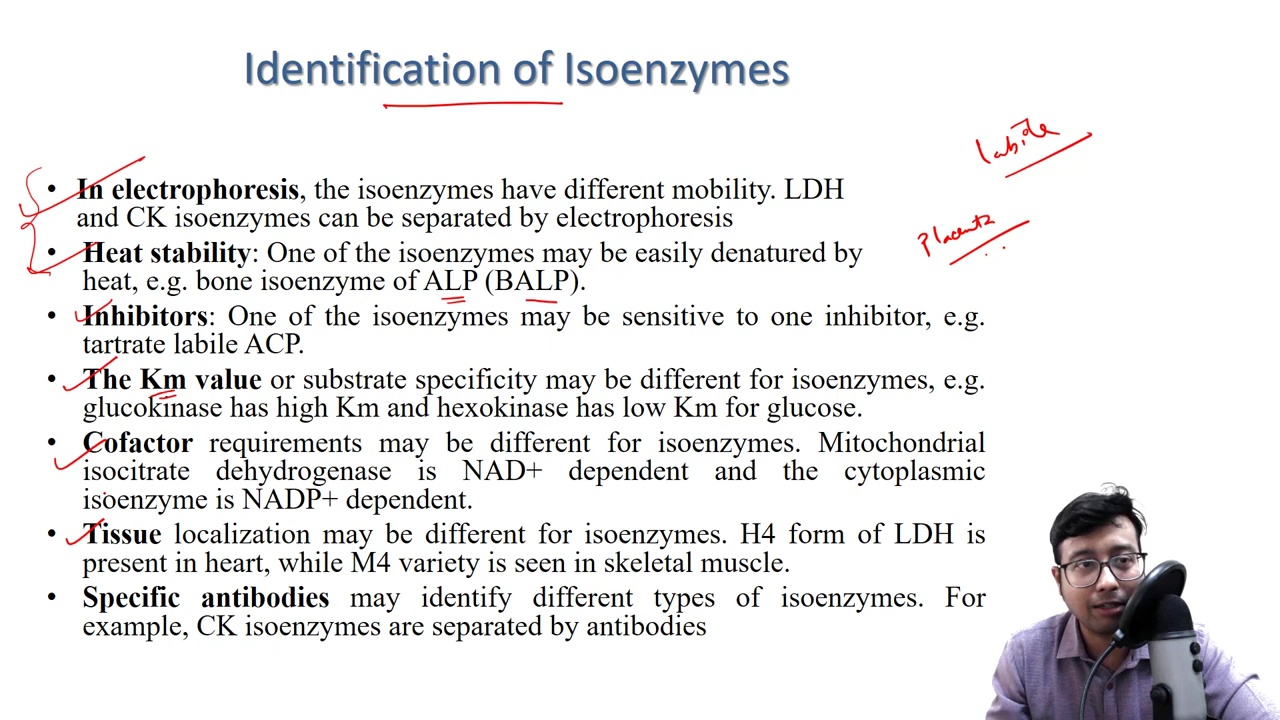 Identification of Isoenzymes
labile
Placenta
• In electrophoresis, the isoenzymes have different mobility. LDH
and CK isoenzymes can be separated by electrophoresis
• Heat stability: One of the isoenzymes may be easily denatured by
heat, e.g. bone isoenzyme of ALP (BALP).
• Inhibitors: One of the isoenzymes may be sensitive to one inhibitor, e.g.
tartrate labile ACP.
• The Km value or substrate specificity may be different for isoenzymes, e.g.
glucokinase has high Km and hexokinase has low Km for glucose.
• Cofactor requirements may be different for isoenzymes. Mitochondrial
isocitrate dehydrogenase is NAD+ dependent and the cytoplasmic
isoenzyme is NADP+ dependent.
• Tissue localization may be different for isoenzymes. H4 form of LDH is
present in heart, while M4 variety is seen in skeletal muscle.
• Specific antibodies may identify different types of isoenzymes. For
example, CK isoenzymes are separated by antibodies